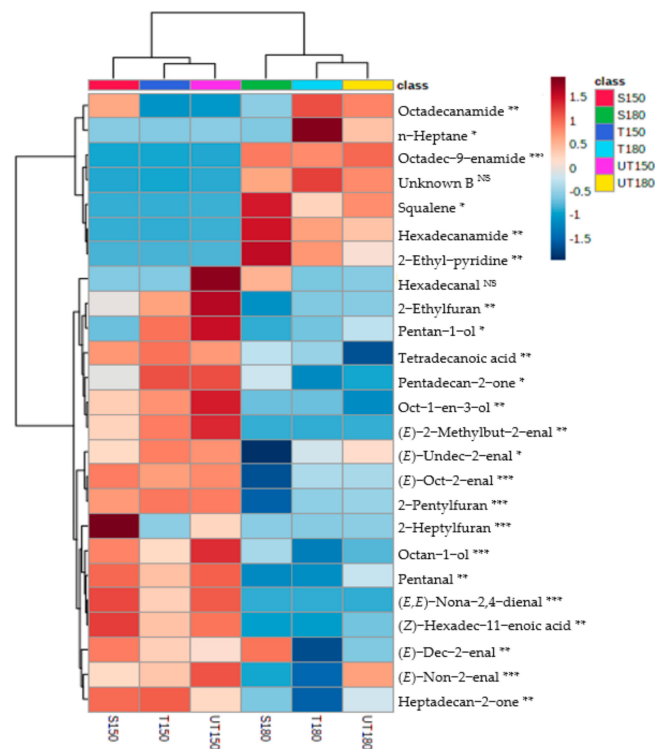 class
Octadecanamide **
n-Heptane *
Octadec-9-enamide ***
Unknown B NS
Squalene *
Hexadecanamide **
2-Ethyl-pyridine **
Hexadecanal NS
2-Ethylfuran **
Pentan-1-ol *
Tetradecanoic acid **
Pentadecan-2-one *
Oct-1-en-3-ol **
(E)-2-Methylbut-2-enal **
(E)-Undec-2-enal *
(E)-Oct-2-enal ***
2-Pentylfuran ***
2-Heptylfuran ***
Octan-1-ol ***
Pentanal **
(E,E)-Nona-2,4-dienal ***
(Z)-Hexadec-11-enoic acid **
(E)-Dec-2-enal **
(E)-Non-2-enal ***
Heptadecan-2-one **
1.5
1
0.5
0
-0.5
-1
-1.5
class
S150
S180
T150
T180
UT150
UT180
S150
T150
UT150
S180
T180
UT180